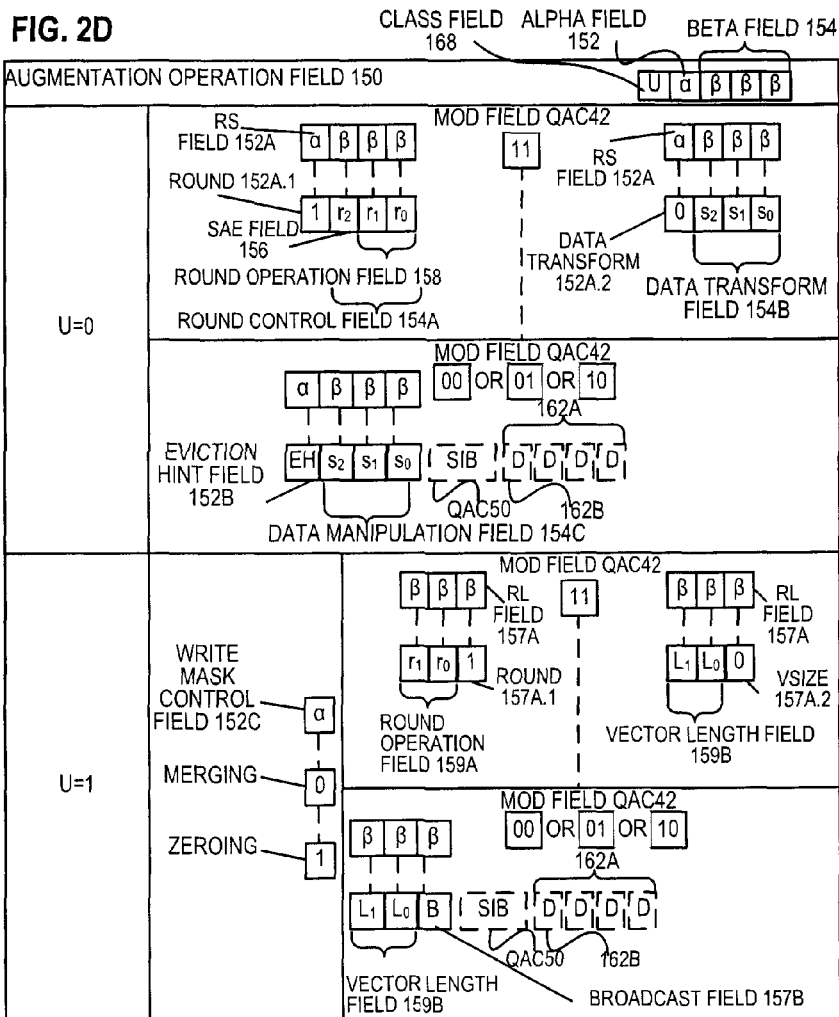 FIG. 2D
CLASS FIELD 168
ALPHA FIELD 152
BETA FIELD 154
AUGMENTATION OPERATION FIELD 150
U α β β β
U=0
MOD FIELD QAC42
11
RS FIELD 152A
α β β β
ROUND 152A.1
1 r2 r1 r0
SAE FIELD 156
ROUND OPERATION FIELD 158
ROUND CONTROL FIELD 154A
RS FIELD 152A
α β β β
0 s2 s1 s0
DATA TRANSFORM 152A.2
DATA TRANSFORM FIELD 154B
MOD FIELD QAC42
00 OR 01 OR 10
α β β β
162A
EVICTION HINT FIELD 152B
EH s2 s1 s0 SIB D D D D
QAC50
162B
DATA MANIPULATION FIELD 154C
U=1
WRITE MASK CONTROL FIELD 152C
α
MERGING
0
ZEROING
1
MOD FIELD QAC42
11
β β β
RL FIELD 157A
r1 r0 1
ROUND 157A.1
ROUND OPERATION FIELD 159A
β β β
RL FIELD 157A
L1 L0 0
VSIZE 157A.2
VECTOR LENGTH FIELD 159B
MOD FIELD QAC42
00 OR 01 OR 10
β β β
162A
L1 L0 B SIB D D D D
QAC50
162B
VECTOR LENGTH FIELD 159B
BROADCAST FIELD 157B